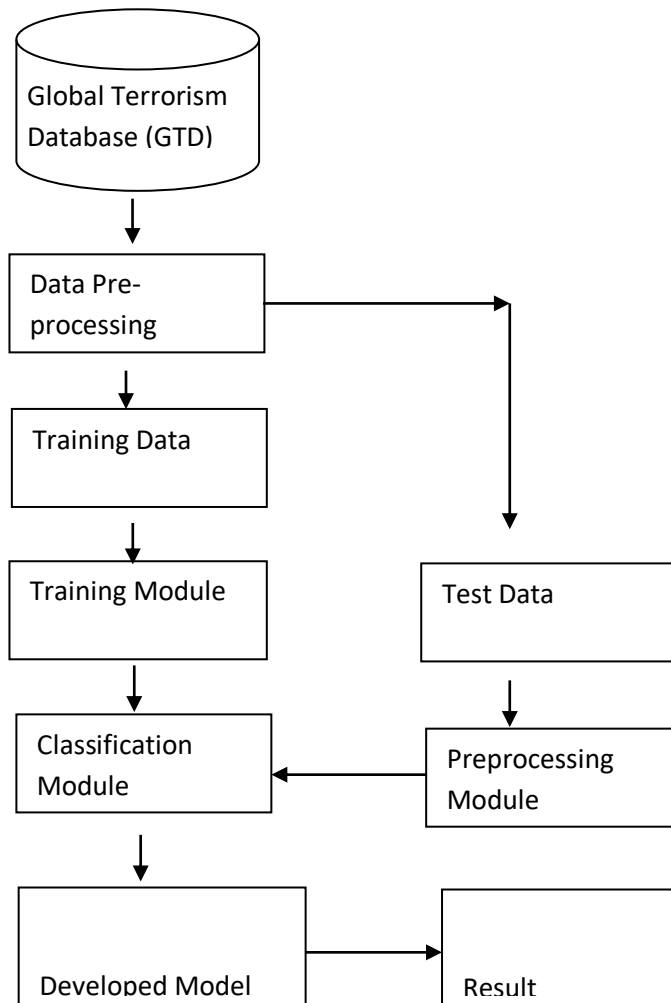 Global Terrorism
Database (GTD)
Data Pre-
processing
Training Data
Training Module
Test Data
Classification
Module
Preprocessing
Module
Developed Model
Result